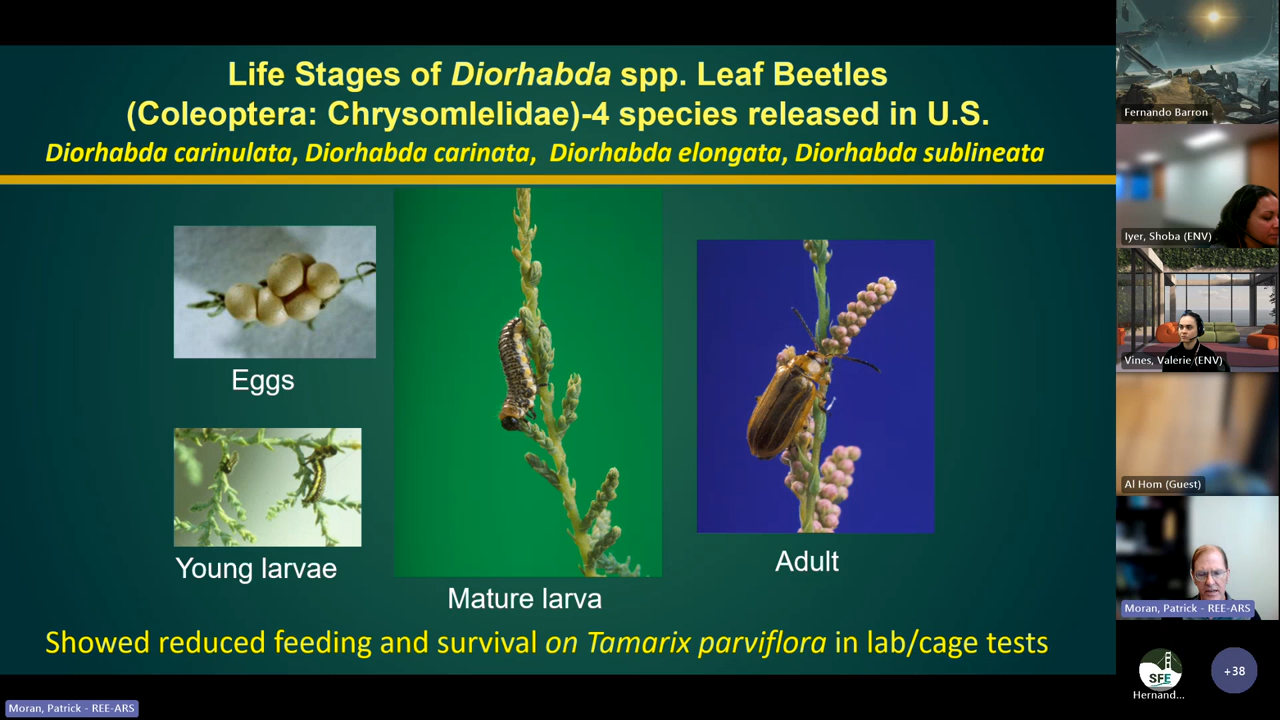 Life Stages of Diorhabda spp. Leaf Beetles
(Coleoptera: Chrysomlelidae)-4 species released in U.S.
Diorhabda carinulata, Diorhabda carinata, Diorhabda elongata, Diorhabda sublineata
Eggs
Young larvae
Mature larva
Adult
Showed reduced feeding and survival on Tamarix parviflora in lab/cage tests
Moran, Patrick - REE-ARS
Fernando Barron
Iyer, Shoba (ENV)
Vines, Valerie (ENV)
Al Hom (Guest)
Moran, Patrick - REE-ARS
SFE
Hernand...
+38